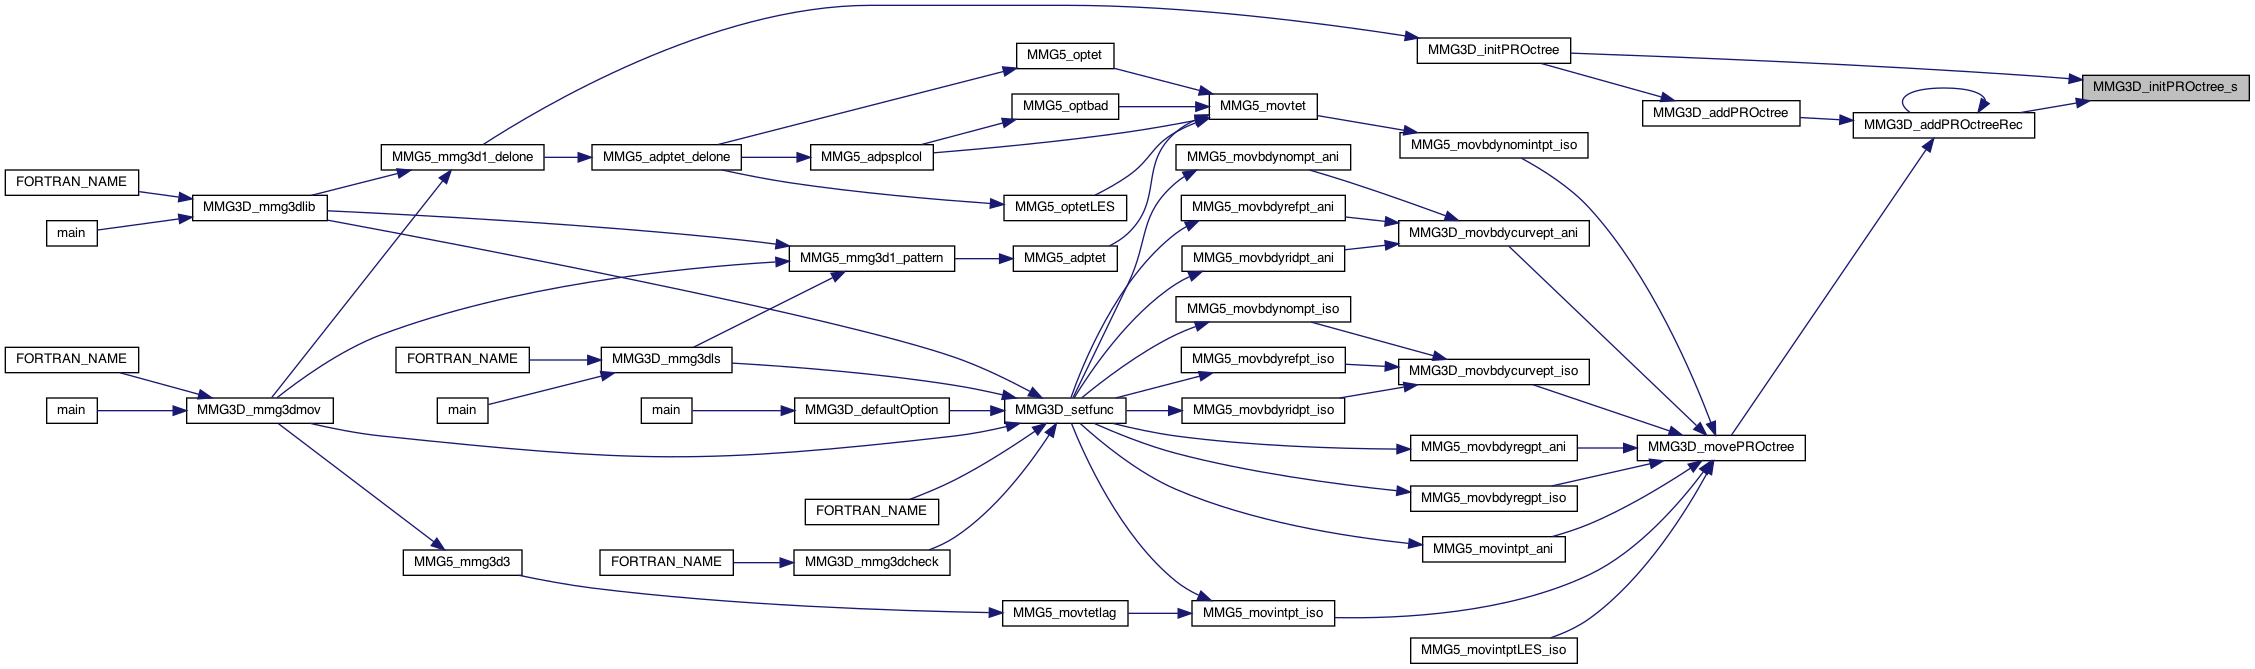 MMG3D_initPROctree
MMG5_optet
MMG3D_initPROctree_s
MMG5_optbad
MMG5_movtet
MMG3D_addPROctree
MMG3D_addPROctreeRec
MMG5_movbdynomintpt_iso
MMG5_mmg3d1_delone
MMG5_adptet_delone
MMG5_adpsplcol
MMG5_movbdynompt_ani
FORTRAN_NAME
MMG3D_mmg3dlib
MMG5_optetLES
MMG5_movbdyrefpt_ani
main
MMG3D_movbdycurvept_ani
MMG5_mmg3d1_pattern
MMG5_adptet
MMG5_movbdyridpt_ani
MMG5_movbdynompt_iso
FORTRAN_NAME
FORTRAN_NAME
MMG3D_mmg3dls
MMG5_movbdyrefpt_iso
MMG3D_movbdycurvept_iso
main
MMG3D_mmg3dmov
main
main
MMG3D_defaultOption
MMG3D_setfunc
MMG5_movbdyridpt_iso
MMG5_movbdyregpt_ani
MMG3D_movePROctree
MMG5_movbdyregpt_iso
FORTRAN_NAME
MMG5_movintpt_ani
MMG5_mmg3d3
FORTRAN_NAME
MMG3D_mmg3dcheck
MMG5_movtetlag
MMG5_movintpt_iso
MMG5_movintptLES_iso